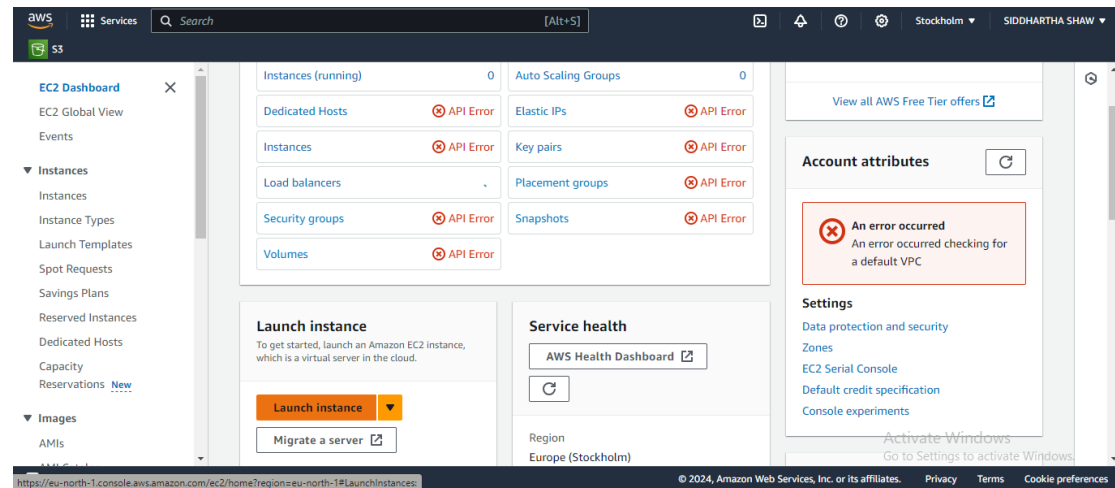 aws
Services
Search
[Alt+S]
Stockholm ▼
SIDDHARTHA SHAW ▼
S3
EC2 Dashboard
EC2 Global View
Events
▼ Instances
Instances
Instance Types
Launch Templates
Spot Requests
Savings Plans
Reserved Instances
Dedicated Hosts
Capacity
Reservations New
▼ Images
AMIs
Instances (running) 0
Auto Scaling Groups 0
Dedicated Hosts API Error
Elastic IPs API Error
Instances API Error
Key pairs API Error
Load balancers
Placement groups API Error
Security groups API Error
Snapshots API Error
Volumes API Error
Launch instance
To get started, launch an Amazon EC2 instance,
which is a virtual server in the cloud.
Launch instance ▼
Migrate a server
Service health
AWS Health Dashboard
Region
Europe (Stockholm)
View all AWS Free Tier offers
Account attributes
An error occurred
An error occurred checking for
a default VPC
Settings
Data protection and security
Zones
EC2 Serial Console
Default credit specification
Console experiments
Activate Windows
Go to Settings to activate Windows.
https://eu-north-1.console.aws.amazon.com/ec2/home?region=eu-north-1#LaunchInstances:
© 2024, Amazon Web Services, Inc. or its affiliates.
Privacy
Terms
Cookie preferences